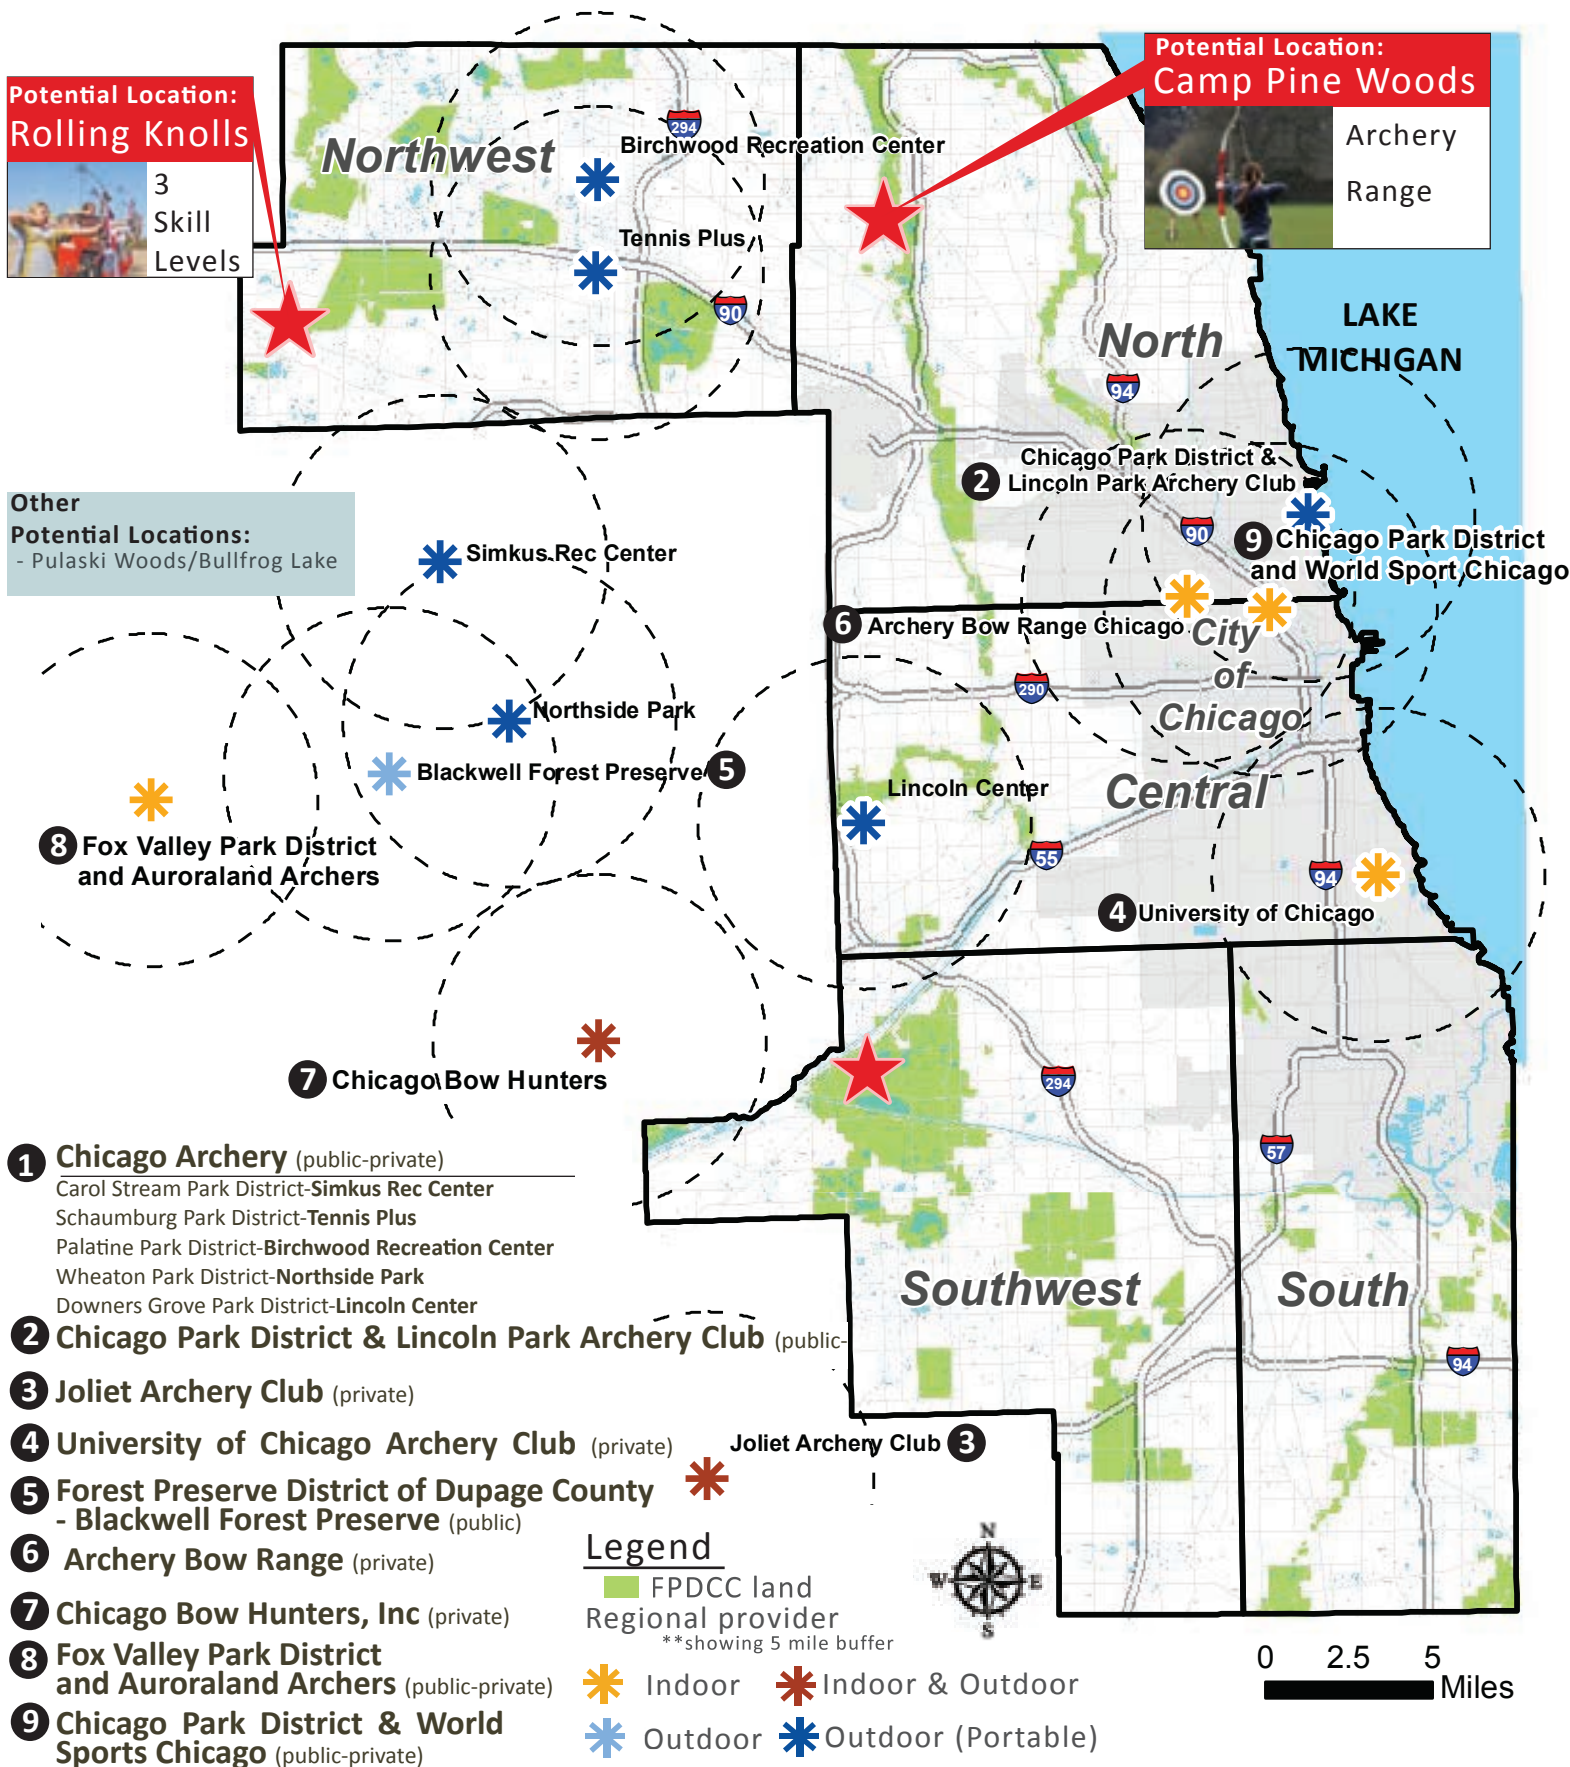 Potential Location:
Rolling Knolls
3
Skill
Levels
Potential Location:
Camp Pine Woods
Archery
Range
Northwest
294
Birchwood Recreation Center
Tennis Plus
90
North
94
LAKE
MICHIGAN
Other
Potential Locations:
- Pulaski Woods/Bullfrog Lake
2 Chicago Park District &
Lincoln Park Archery Club
90
9 Chicago Park District
and World Sport Chicago
Simkus Rec Center
6 Archery Bow Range Chicago
City
of
Chicago
290
Northside Park
Blackwell Forest Preserve 5
Lincoln Center
Central
55
94
8 Fox Valley Park District
and Auroraland Archers
4 University of Chicago
7 Chicago Bow Hunters
294
57
Southwest
South
94
Joliet Archery Club 3
1 Chicago Archery (public-private)
Carol Stream Park District-Simkus Rec Center
Schaumburg Park District-Tennis Plus
Palatine Park District-Birchwood Recreation Center
Wheaton Park District-Northside Park
Downers Grove Park District-Lincoln Center
2 Chicago Park District & Lincoln Park Archery Club (public-
3 Joliet Archery Club (private)
4 University of Chicago Archery Club (private)
5 Forest Preserve District of Dupage County
- Blackwell Forest Preserve (public)
6 Archery Bow Range (private)
7 Chicago Bow Hunters, Inc (private)
8 Fox Valley Park District
and Auroraland Archers (public-private)
9 Chicago Park District & World
Sports Chicago (public-private)
Legend
FPDCC land
Regional provider
**showing 5 mile buffer
Indoor
Indoor & Outdoor
Outdoor
Outdoor (Portable)
N
W E
S
0 2.5 5
Miles